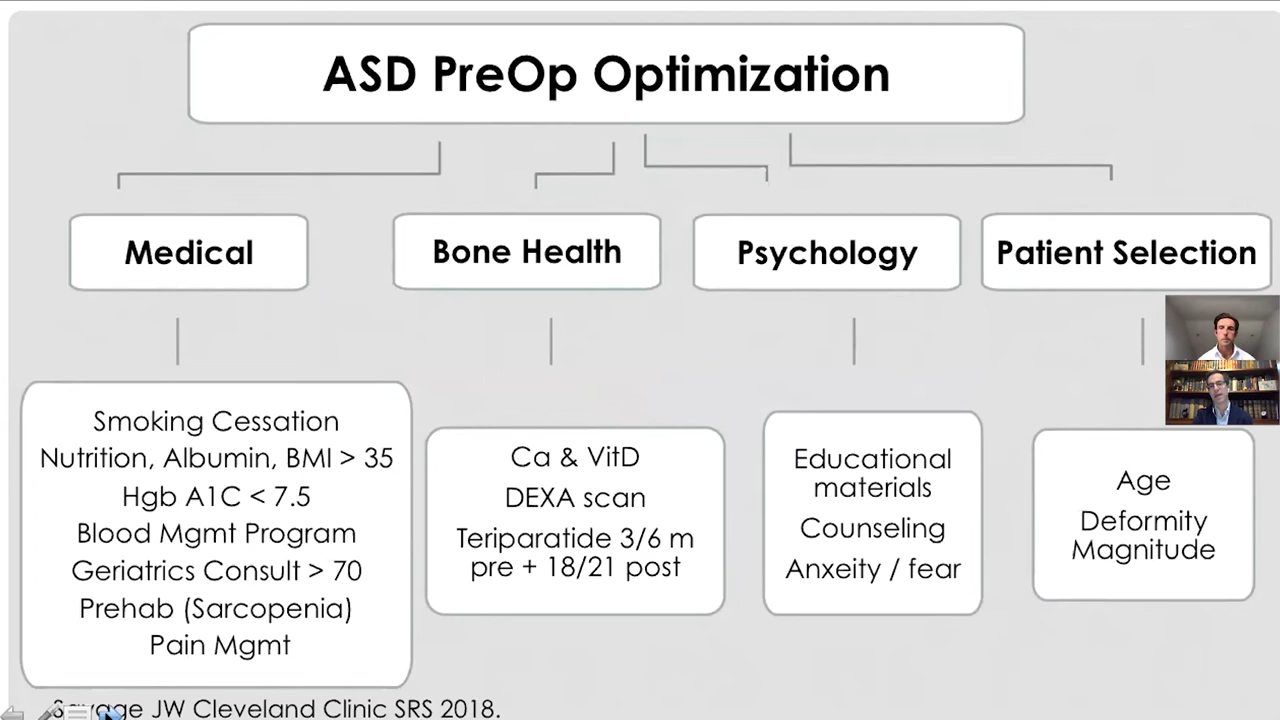 ASD PreOp Optimization
Medical
Bone Health
Psychology
Patient Selection
Smoking Cessation
Nutrition, Albumin, BMI > 35
Hgb A1C < 7.5
Blood Mgmt Program
Geriatrics Consult > 70
Prehab (Sarcopenia)
Pain Mgmt
Ca & VitD
DEXA scan
Teriparatide 3/6 m
pre + 18/21 post
Educational
materials
Counseling
Anxeity / fear
Age
Deformity
Magnitude
Savage JW Cleveland Clinic SRS 2018.